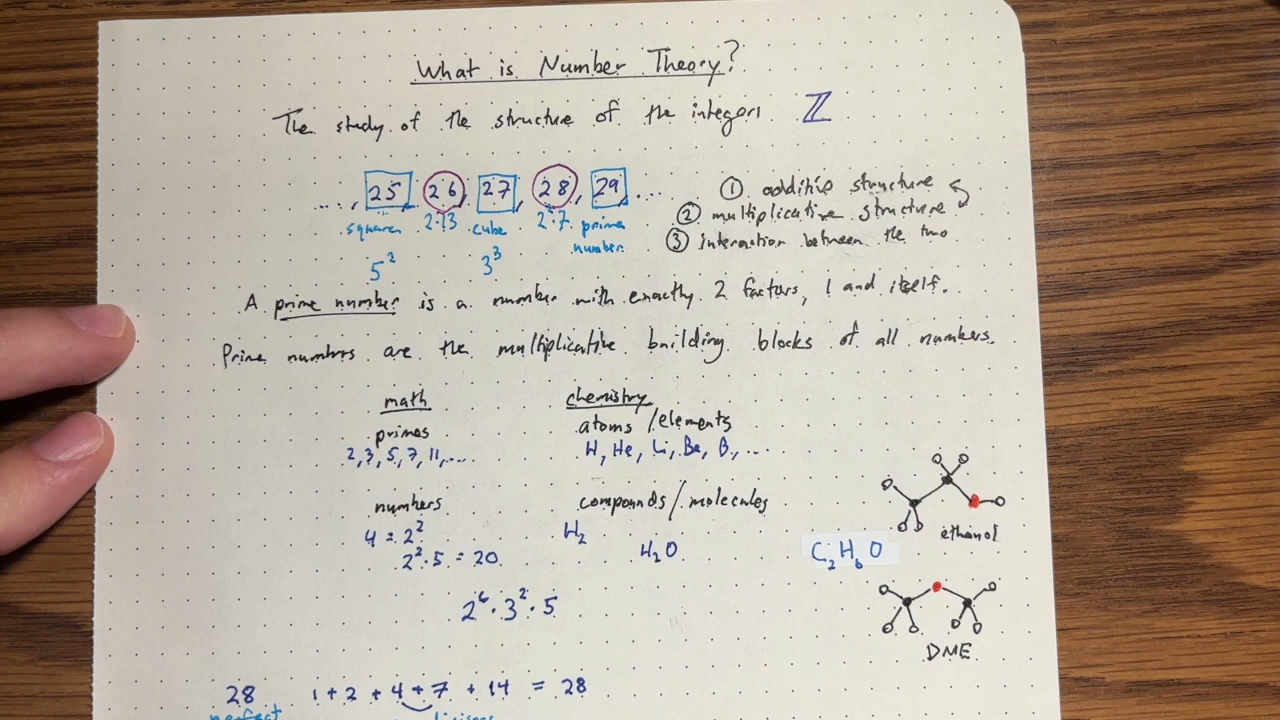 What is Number Theory?
The study of the structure of the integers ℤ
..., 25, 26, 27, 28, 29, ...
square 2·13 cube 2²·7 prime number
5² 3³
① additive structure
② multiplicative structure
③ interaction between the two
A prime number is a number with exactly 2 factors, 1 and itself.
Prime numbers are the multiplicative building blocks of all numbers.
math
primes
2, 3, 5, 7, 11, ...
numbers
4 = 2²
2²·5 = 20
chemistry
atoms/elements
H, He, Li, Be, B, ...
compounds/molecules
H₂
H₂O
2⁶·3²·5
C₂H₆O
ethanol
DME
28 1+2+4+7+14 = 28
perfect divisors